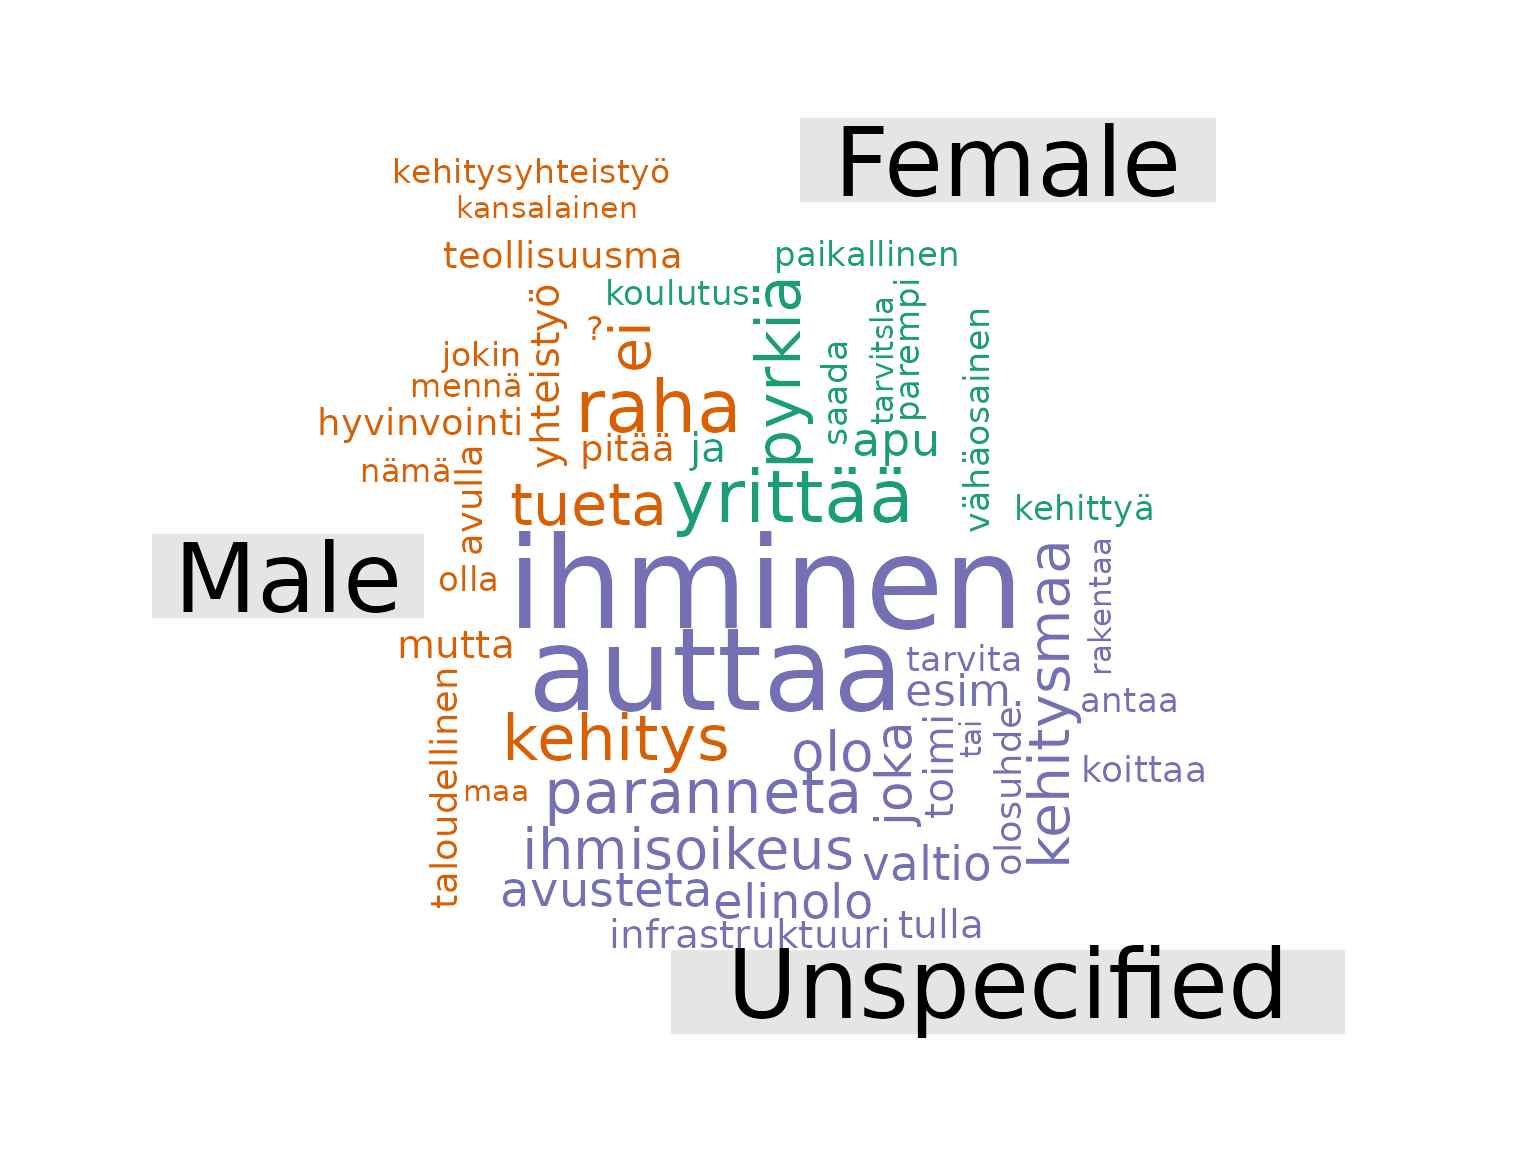 Female
kehitysyhteistyö
kansalainen
teollisuusma
paikallinen
koulutus
pyrkiä
tarvitsla
parempi
yhteistyö
?
ei
vähäosainen
jokin
saada
mennä
raha
hyvinvointi
pitää
ja
apu
nämä
avulla
tueta
yrittää
kehittyä
Male
olla
ihminen
kehitysmaa
rakentaa
mutta
auttaa
tarvita
esim.
antaa
taloudellinen
kehitys
olo
joka
toimi
tai
olosuhde
koittaa
maa
paranneta
ihmisoikeus
valtio
avusteta
elinolo
infrastruktuuri
tulla
Unspecified